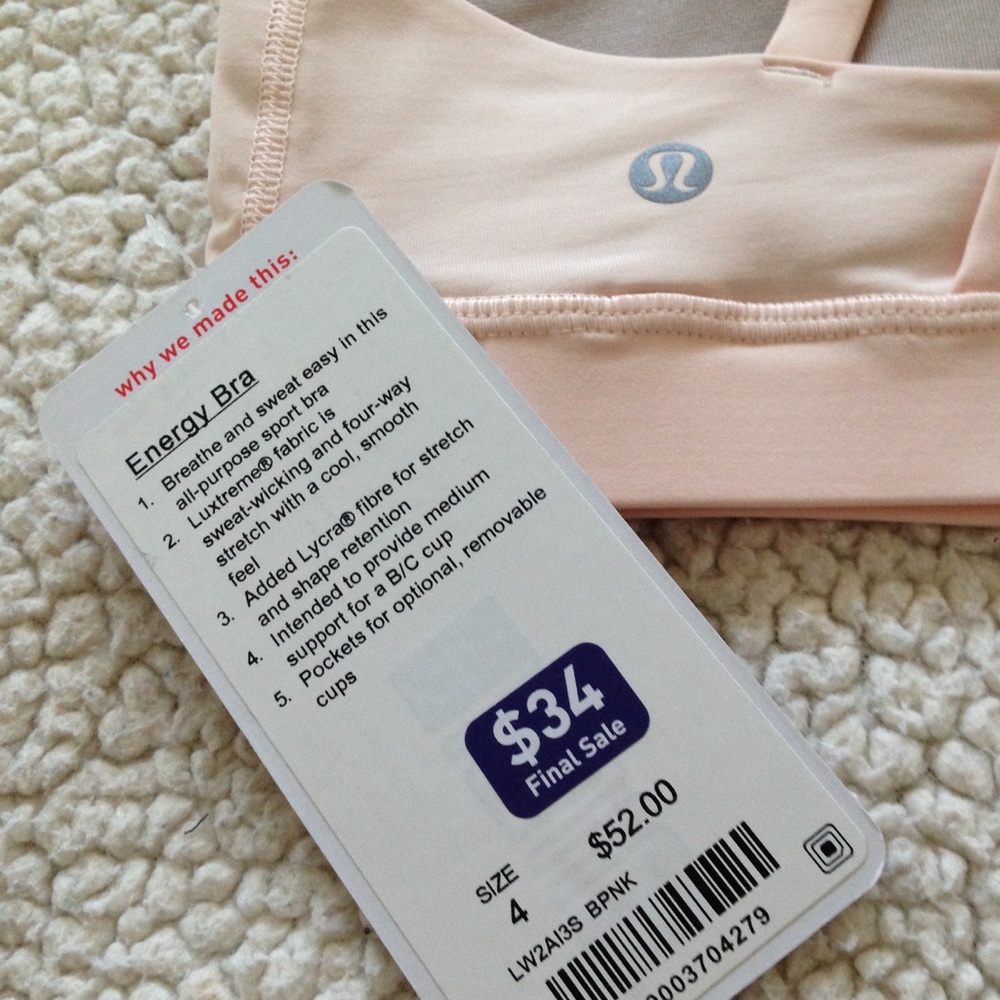 why we made this:
Energy Bra
1. Breathe and sweat easy in this
all-purpose sport bra
2. Luxtreme® fabric is
sweat-wicking and four-way
stretch with a cool, smooth
feel
3. Added Lycra® fibre for stretch
and shape retention
4. Intended to provide medium
support for a B/C cup
5. Pockets for optional, removable
cups
$34
Final Sale
$52.00
SIZE
4
LW2AI3S BPNK
0003704279